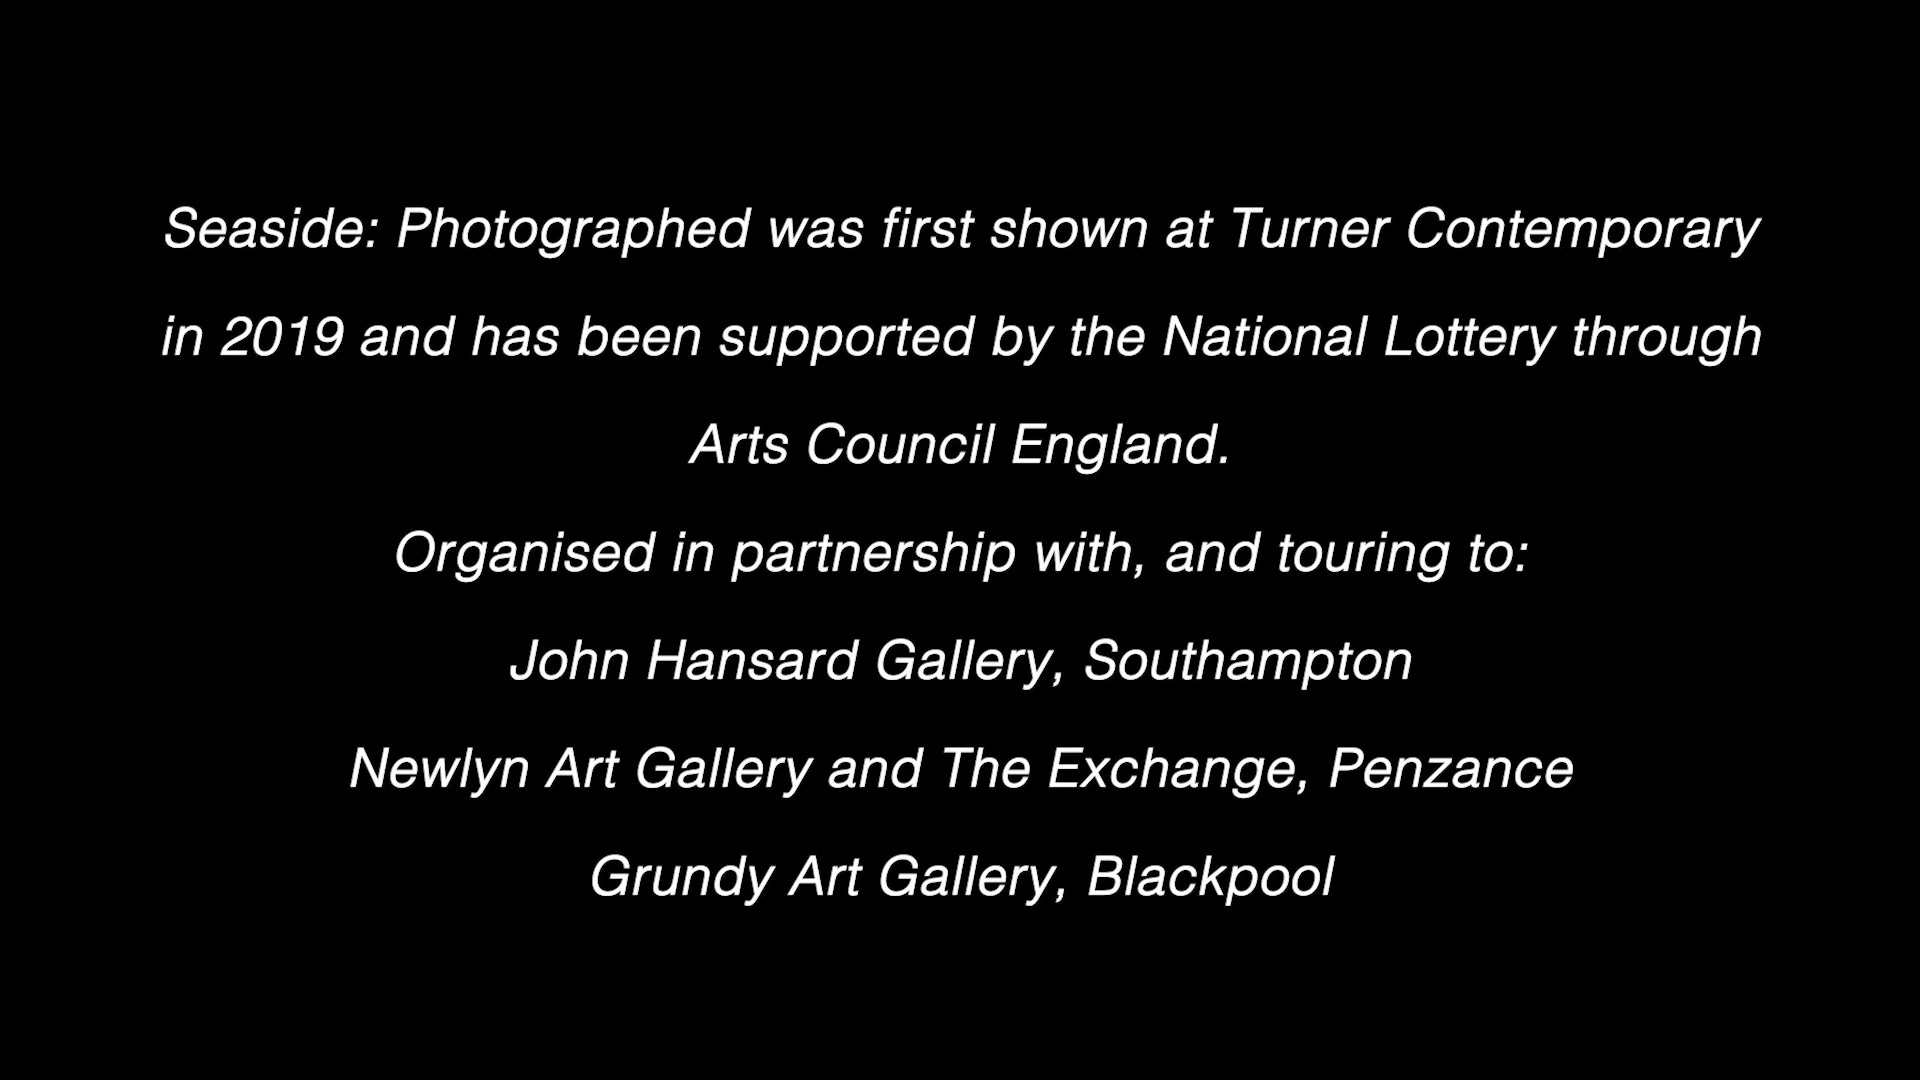 Seaside: Photographed was first shown at Turner Contemporary
in 2019 and has been supported by the National Lottery through
Arts Council England.
Organised in partnership with, and touring to:
John Hansard Gallery, Southampton
Newlyn Art Gallery and The Exchange, Penzance
Grundy Art Gallery, Blackpool